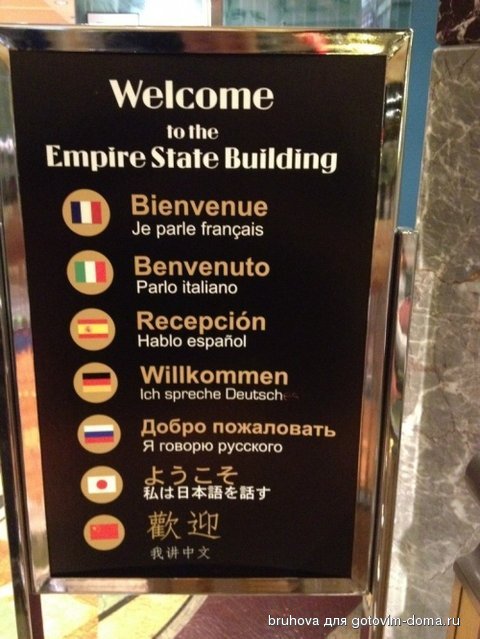 Welcome
to the
Empire State Building
Bienvenue
Je parle français
Benvenuto
Parlo italiano
Recepción
Hablo español
Willkommen
Ich spreche Deutsch
Добро пожаловать
Я говорю русского
ようこそ
私は日本語を話す
歡迎
我讲中文
bruhova для gotovim-doma.ru